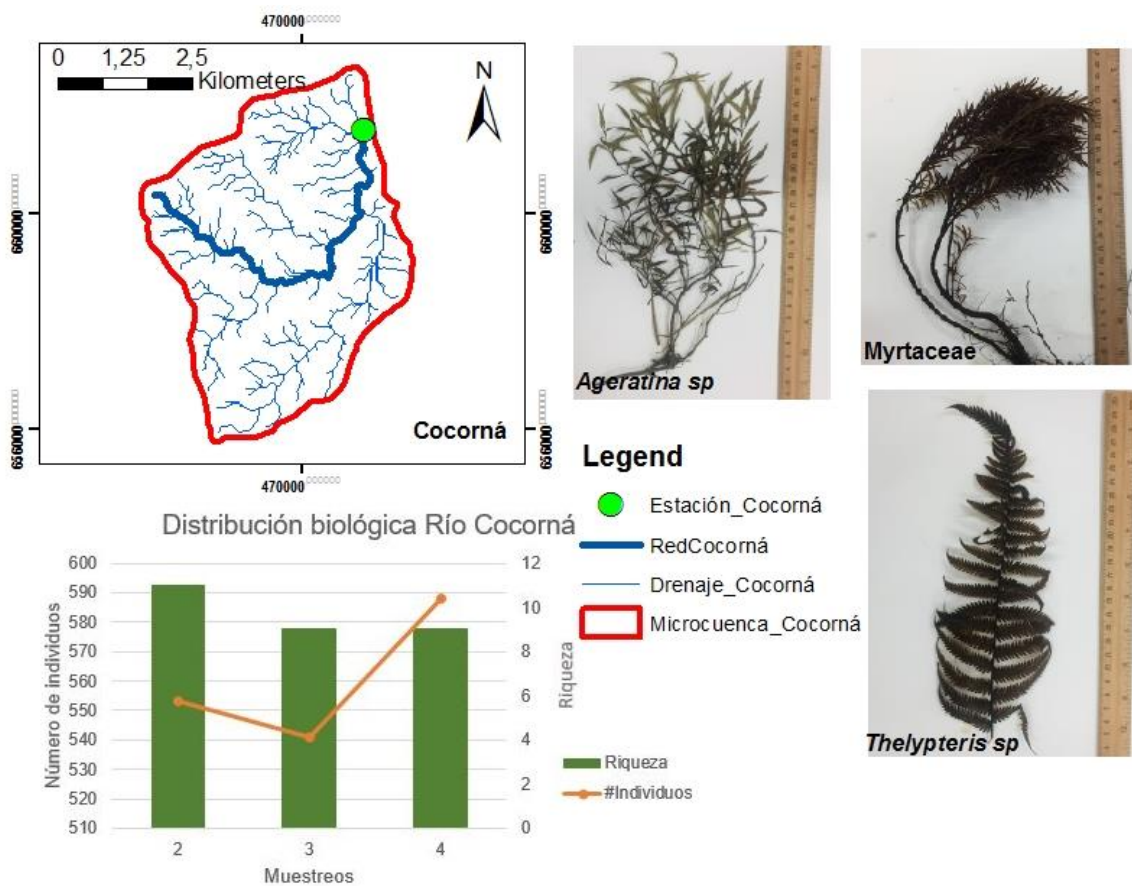 470000
0 1,25 2,5
Kilometers
N
660000
660000
656000
656000
Cocorná
470000
Ageratina sp
Myrtaceae
Thelypteris sp
Legend
Estación_Cocorná
RedCocorná
Drenaje_Cocorná
Microcuenca_Cocorná
Distribución biológica Río Cocorná
Número de individuos
600
590
580
570
560
550
540
530
520
510
12
10
8
6
4
2
0
Riqueza
2 3 4
Muestreos
Riqueza
#Individuos